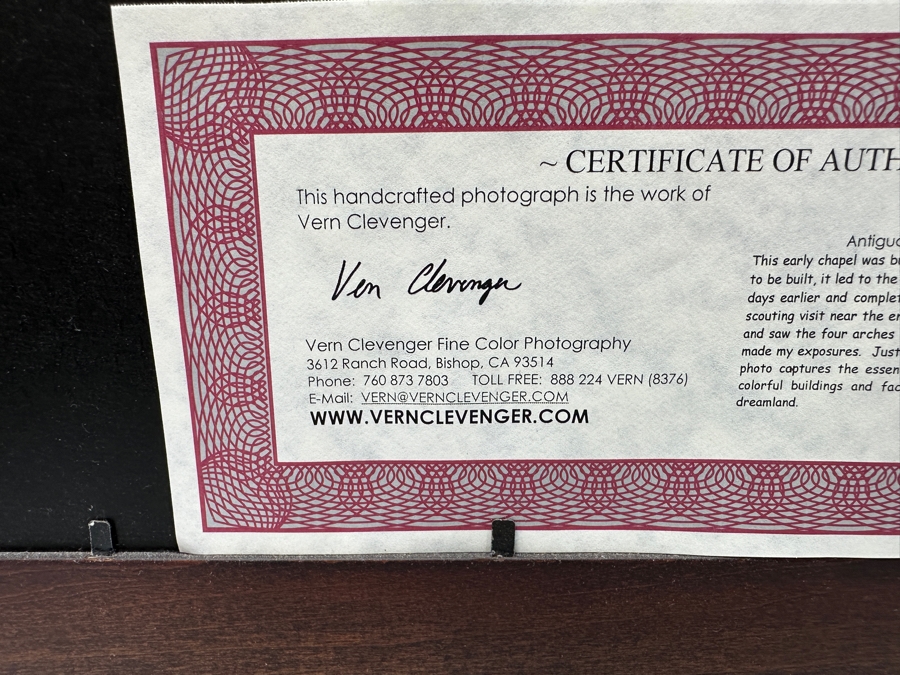 ~ CERTIFICATE OF AUTH
This handcrafted photograph is the work of
Vern Clevenger.
Vern Clevenger
Vern Clevenger Fine Color Photography
3612 Ranch Road, Bishop, CA 93514
Phone: 760 873 7803 TOLL FREE: 888 224 VERN (8376)
E-Mail: VERN@VERNCLEVENGER.COM
WWW.VERNCLEVENGER.COM
Antigua
This early chapel was bu
to be built, it led to the
days earlier and complet
scouting visit near the en
and saw the four arches
made my exposures. Just
photo captures the essen
colorful buildings and fac
dreamland.